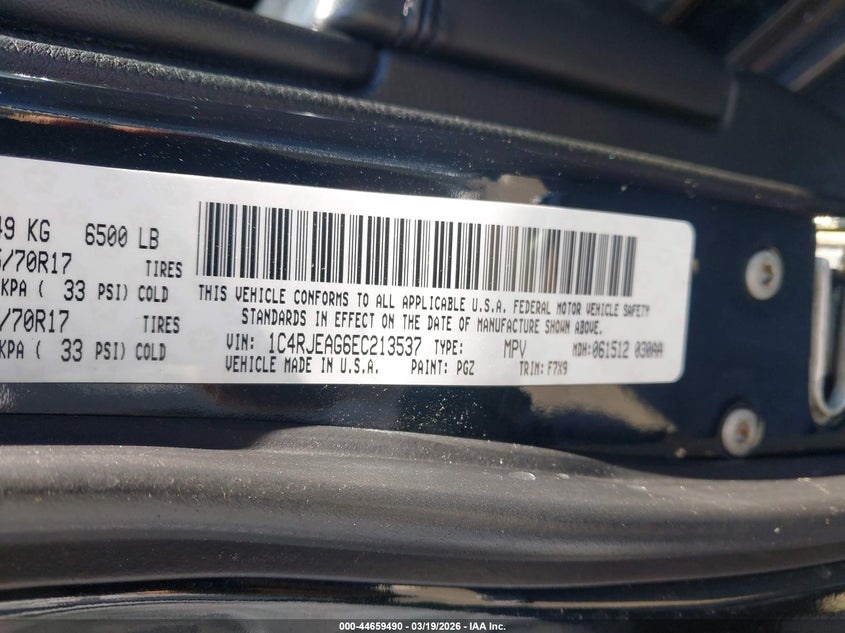 49 KG 6500 LB
/70R17 TIRES
KPA ( 33 PSI) COLD
/70R17 TIRES
KPA ( 33 PSI) COLD
THIS VEHICLE CONFORMS TO ALL APPLICABLE U.S.A. FEDERAL MOTOR VEHICLE SAFETY
STANDARDS IN EFFECT ON THE DATE OF MANUFACTURE SHOWN ABOVE.
VIN: 1C4RJEAG6EC213537 TYPE: MPV MDH:061512 030AA
VEHICLE MADE IN U.S.A. PAINT: PGZ TRIM: F7X9
000-44659490 - 03/19/2026 - IAA Inc.